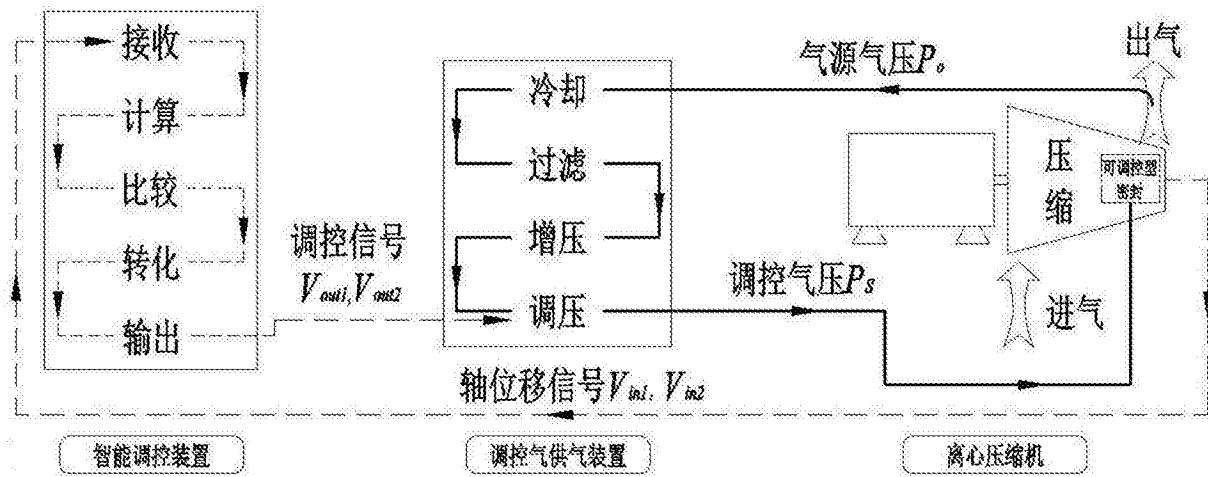 接收
计算
比较
转化
输出
调控信号
Vout1,Vout2
冷却
过滤
增压
调压
气源气压Po
调控气压Ps
出气
压缩
可调控型
密封
进气
轴位移信号Vin1, Vin2
智能调控装置
调控气供气装置
离心压缩机